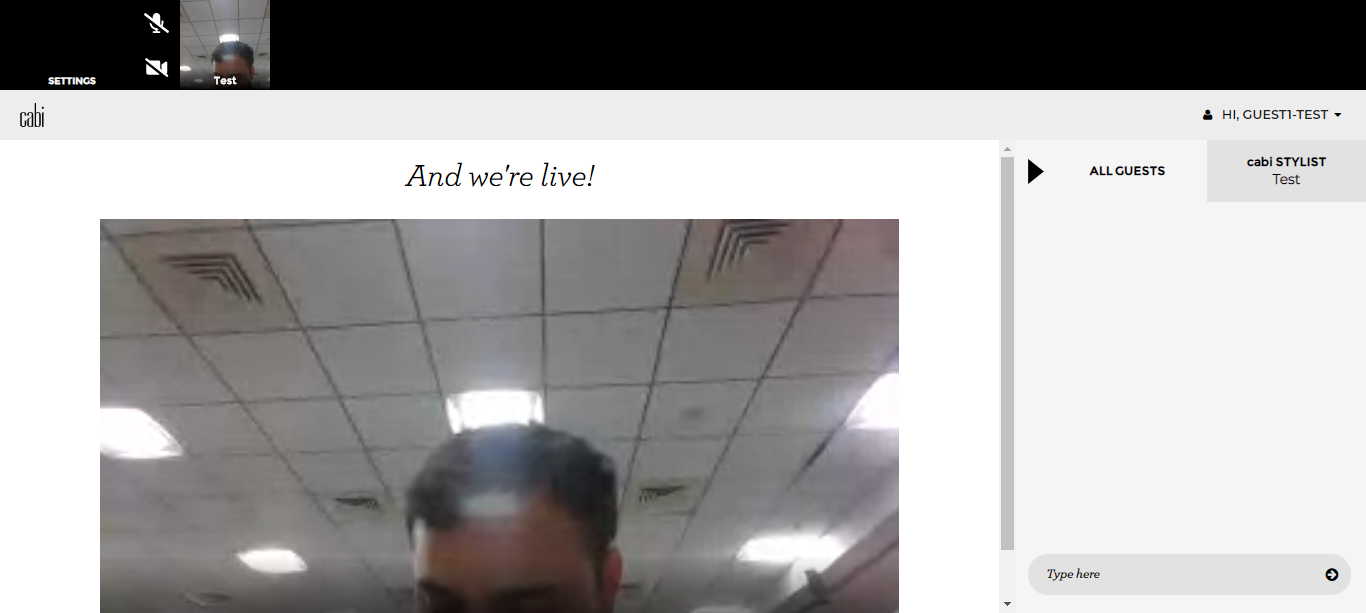 SETTINGS
Test
cabi
HI, GUEST1-TEST
And we're live!
ALL GUESTS
cabi STYLIST
Test
Type here